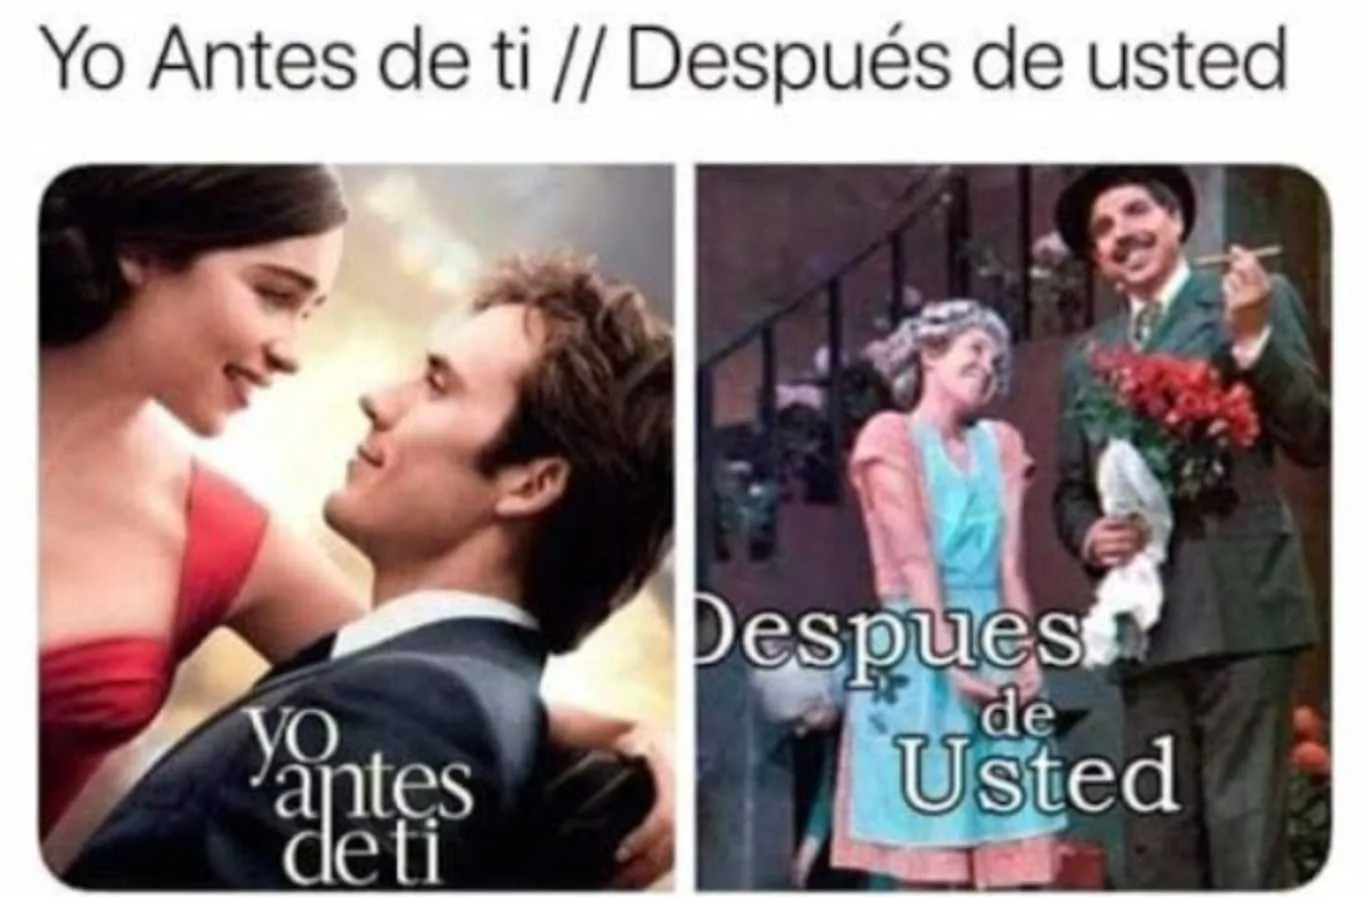 Yo Antes de ti // Después de usted
yo
antes
de ti
Despues
de
Usted